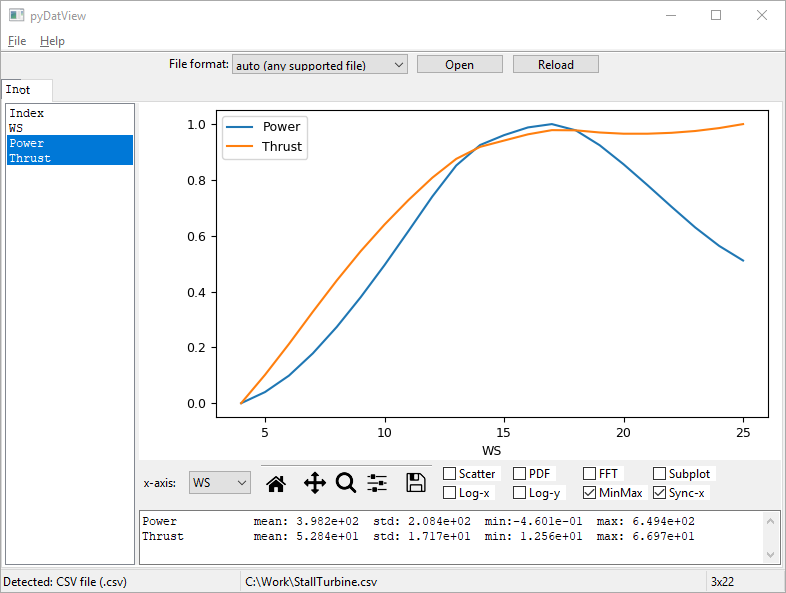 pyDatView
File Help
File format: auto (any supported file) Open Reload
Inot
Index
WS
Power
Thrust
Power
Thrust
1.0
0.8
0.6
0.4
0.2
0.0
5 10 15 20 25
WS
x-axis: WS
Scatter PDF FFT Subplot
Log-x Log-y MinMax Sync-x
Power mean: 3.982e+02 std: 2.084e+02 min:-4.601e-01 max: 6.494e+02
Thrust mean: 5.284e+01 std: 1.717e+01 min: 1.256e+01 max: 6.697e+01
Detected: CSV file (.csv) C:\Work\StallTurbine.csv 3x22